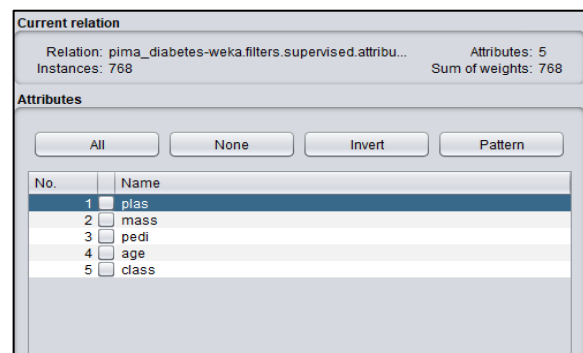 Current relation
Relation: pima_diabetes-weka.filters.supervised.attribu... Attributes: 5
Instances: 768 Sum of weights: 768
Attributes
All None Invert Pattern
No. Name
1 plas
2 mass
3 pedi
4 age
5 class